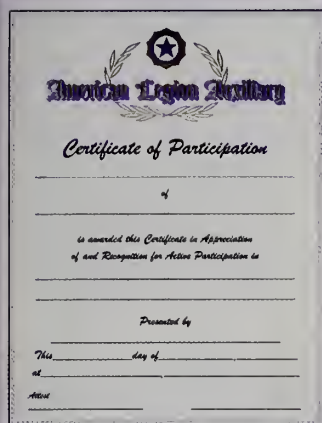 American Legion Auxiliary
Certificate of Participation
of
is awarded this Certificate in Appreciation
of and Recognition for Active Participation in
Presented by
This day of ,
at ,
Attest